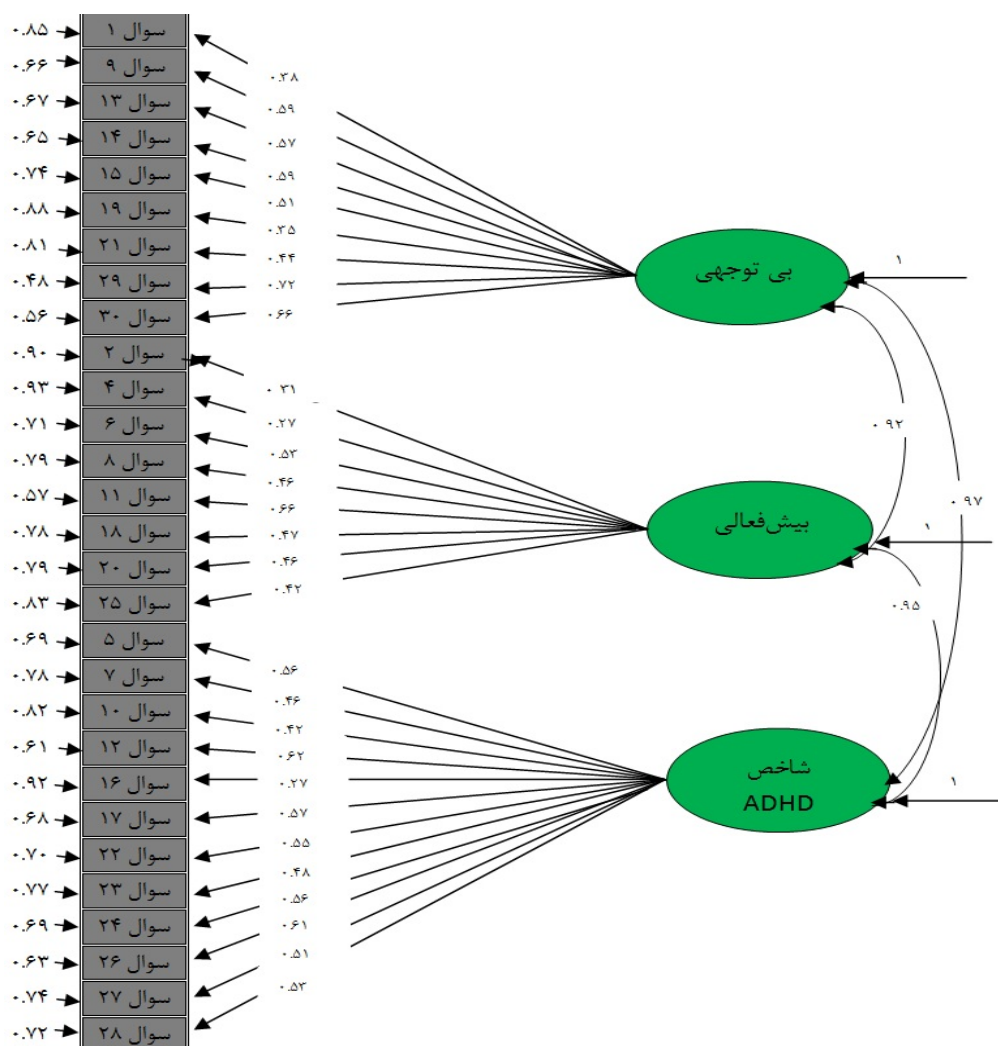 ۰.۸۵ سوال ۱
۰.۶۶ سوال ۹
۰.۶۷ سوال ۱۳
۰.۶۵ سوال ۱۴
۰.۷۴ سوال ۱۵
۰.۸۸ سوال ۱۹
۰.۸۱ سوال ۲۱
۰.۴۸ سوال ۲۹
۰.۵۶ سوال ۳۰
۰.۹۰ سوال ۲
۰.۹۳ سوال ۴
۰.۷۱ سوال ۶
۰.۷۹ سوال ۸
۰.۵۷ سوال ۱۱
۰.۷۸ سوال ۱۸
۰.۷۹ سوال ۲۰
۰.۸۳ سوال ۲۵
۰.۶۹ سوال ۵
۰.۷۸ سوال ۷
۰.۸۲ سوال ۱۰
۰.۶۱ سوال ۱۲
۰.۹۲ سوال ۱۶
۰.۶۸ سوال ۱۷
۰.۷۰ سوال ۲۲
۰.۷۷ سوال ۲۳
۰.۶۹ سوال ۲۴
۰.۶۳ سوال ۲۶
۰.۷۴ سوال ۲۷
۰.۷۲ سوال ۲۸
۰.۳۸
۰.۵۹
۰.۵۷
۰.۵۹
۰.۵۱
۰.۳۵
۰.۴۴
۰.۷۲
۰.۶۶
۰.۳۱
۰.۲۷
۰.۵۳
۰.۴۶
۰.۶۶
۰.۴۷
۰.۴۶
۰.۴۲
۰.۵۶
۰.۴۶
۰.۴۲
۰.۶۲
۰.۲۷
۰.۵۷
۰.۵۵
۰.۴۸
۰.۵۶
۰.۶۱
۰.۵۱
۰.۵۳
بی توجهی
۱
۰.۹۲
۰.۹۷
بیش‌فعالی
۱
۰.۹۵
شاخص
ADHD
۱